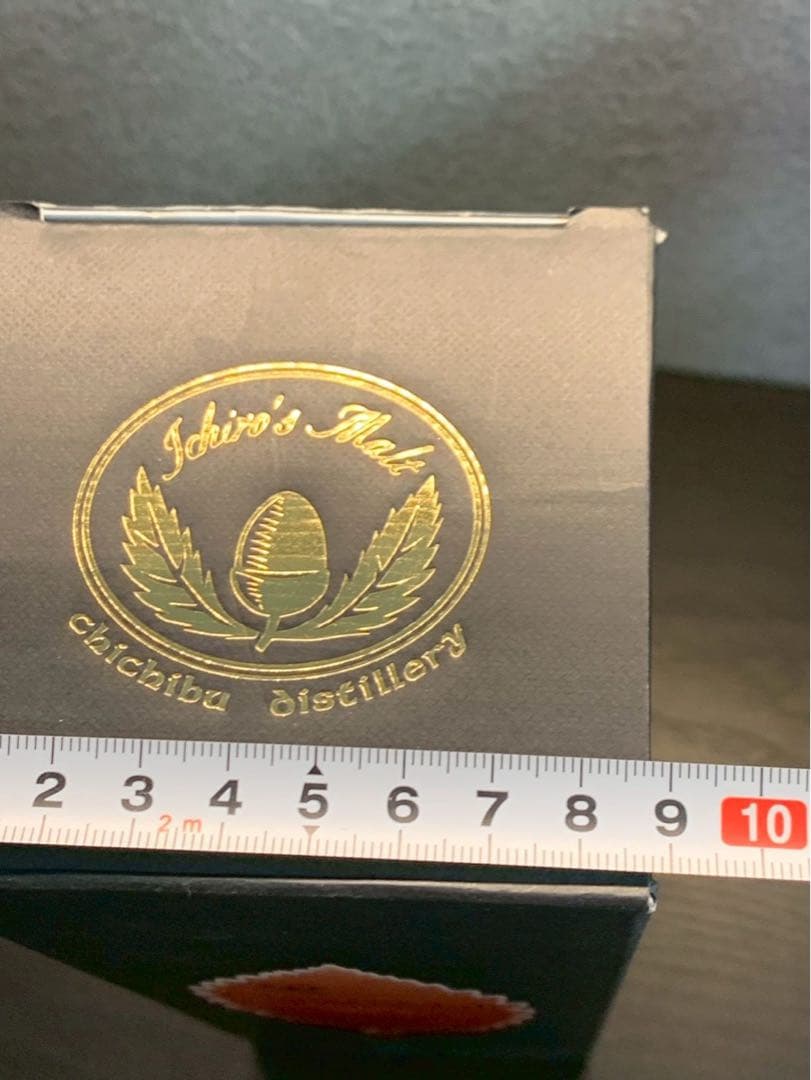 Ichiro's Malt
chichibu distillery
2 3 4 5 6 7 8 9 10
2m